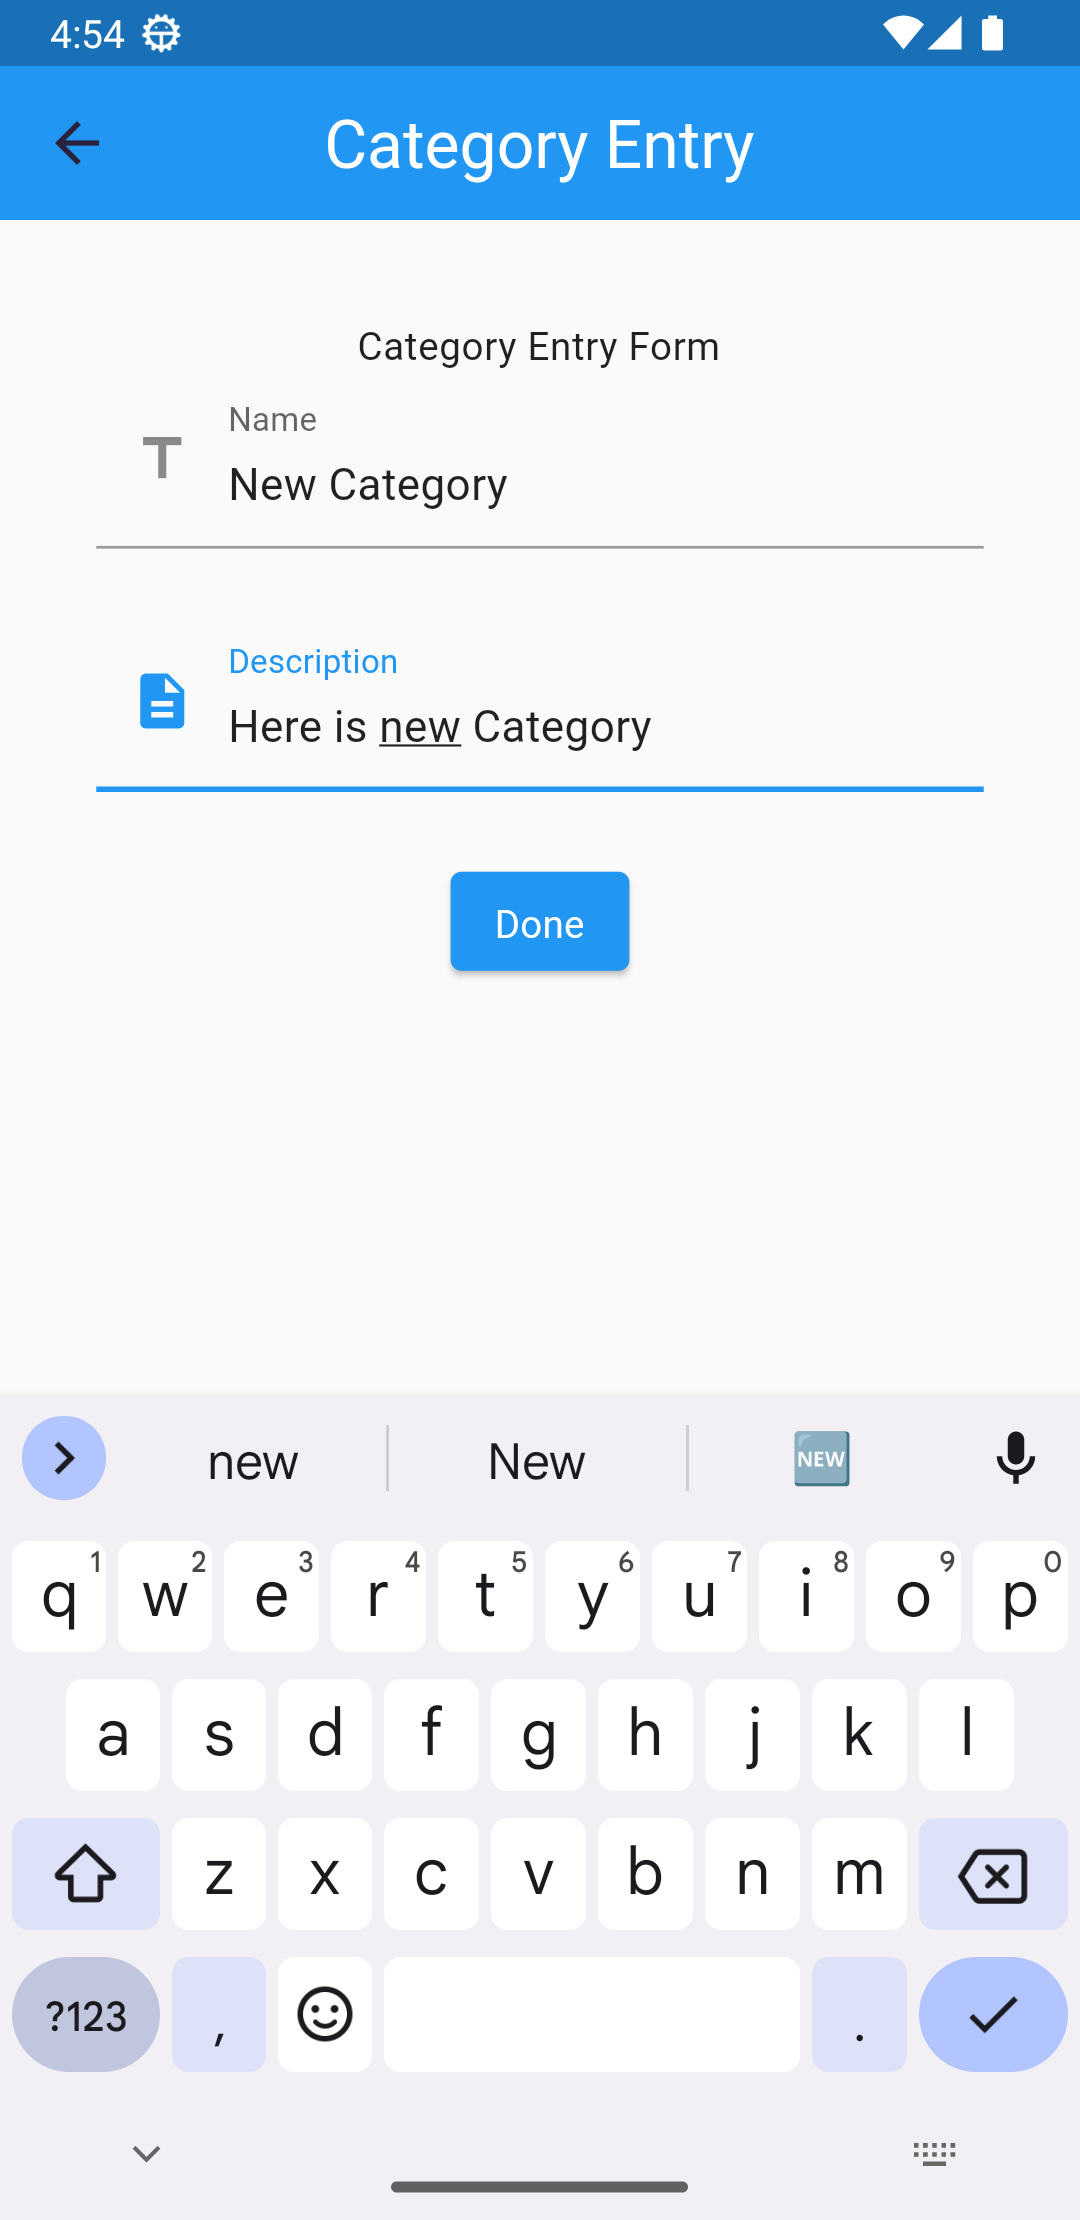 4:54
Category Entry
Category Entry Form
Name
New Category
Description
Here is new Category
Done
new New NEW
q1 w2 e3 r4 t5 y6 u7 i8 o9 p0
a s d f g h j k l
z x c v b n m
?123 , .